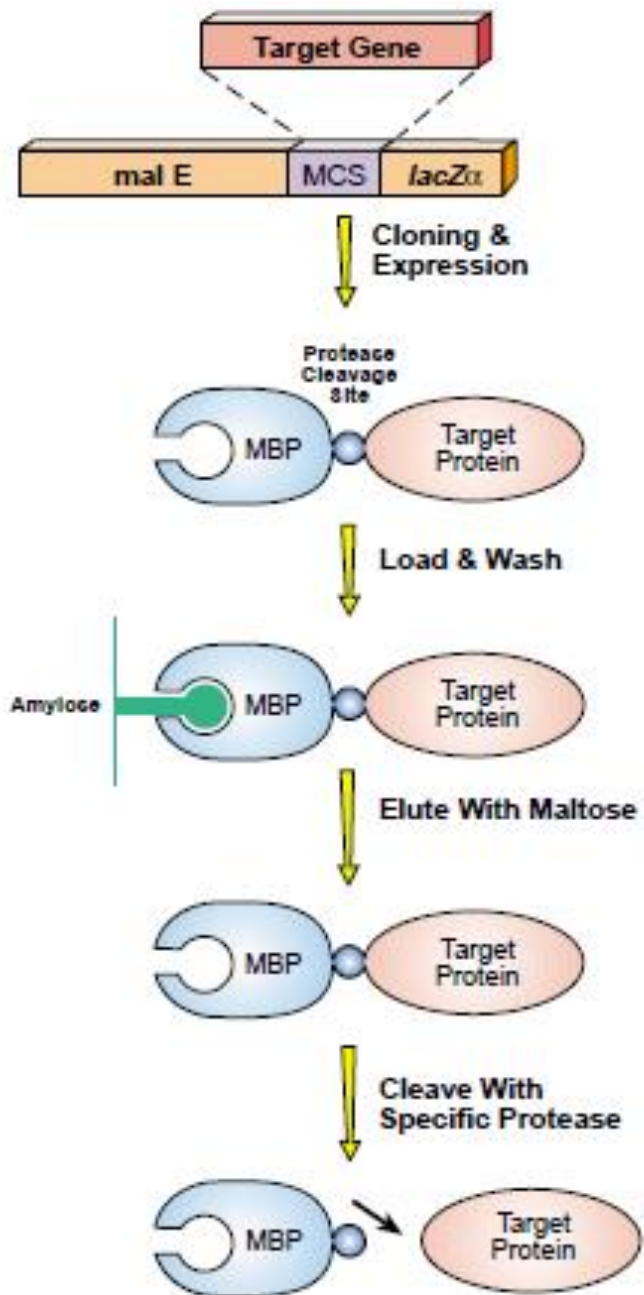 Target Gene
mal E
MCS
lacZα
Cloning &
Expression
Protease
Cleavage
Site
MBP
Target
Protein
Load & Wash
Amylose
MBP
Target
Protein
Elute With Maltose
MBP
Target
Protein
Cleave With
Specific Protease
MBP
Target
Protein